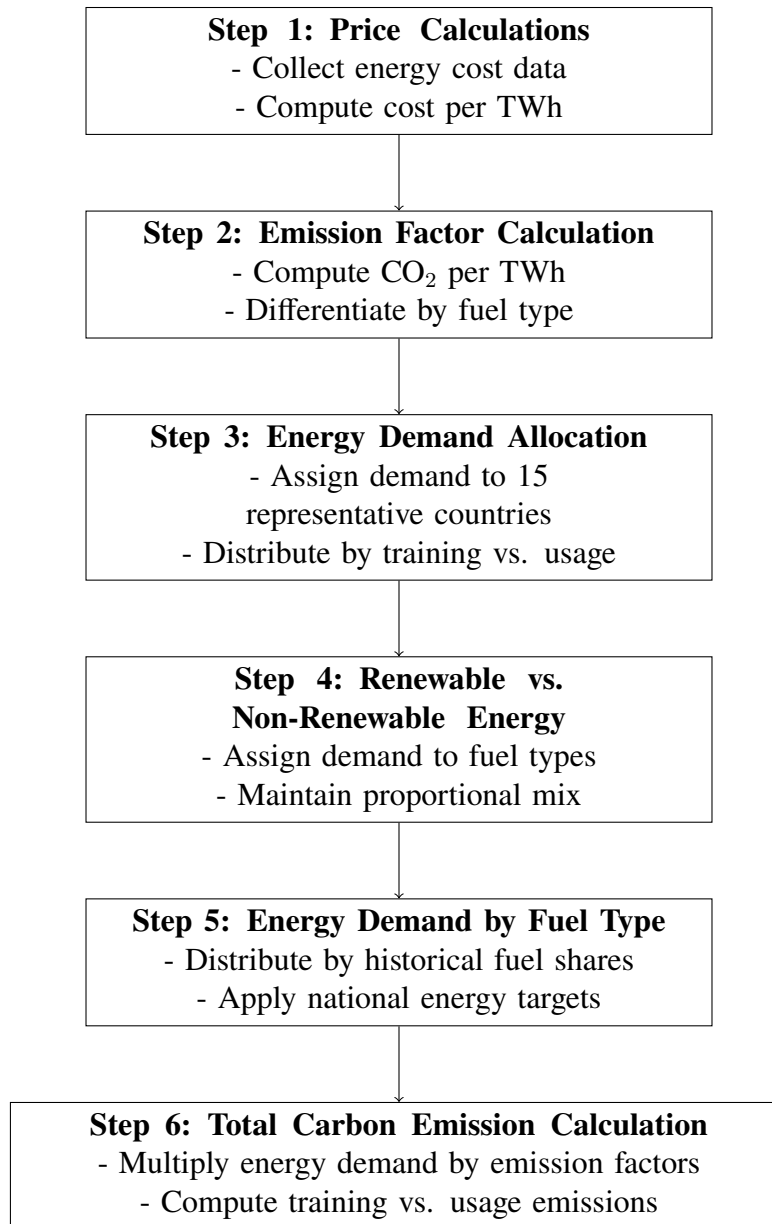 Step 1: Price Calculations
- Collect energy cost data
- Compute cost per TWh
Step 2: Emission Factor Calculation
- Compute CO₂ per TWh
- Differentiate by fuel type
Step 3: Energy Demand Allocation
- Assign demand to 15
representative countries
- Distribute by training vs. usage
Step 4: Renewable vs.
Non-Renewable Energy
- Assign demand to fuel types
- Maintain proportional mix
Step 5: Energy Demand by Fuel Type
- Distribute by historical fuel shares
- Apply national energy targets
Step 6: Total Carbon Emission Calculation
- Multiply energy demand by emission factors
- Compute training vs. usage emissions